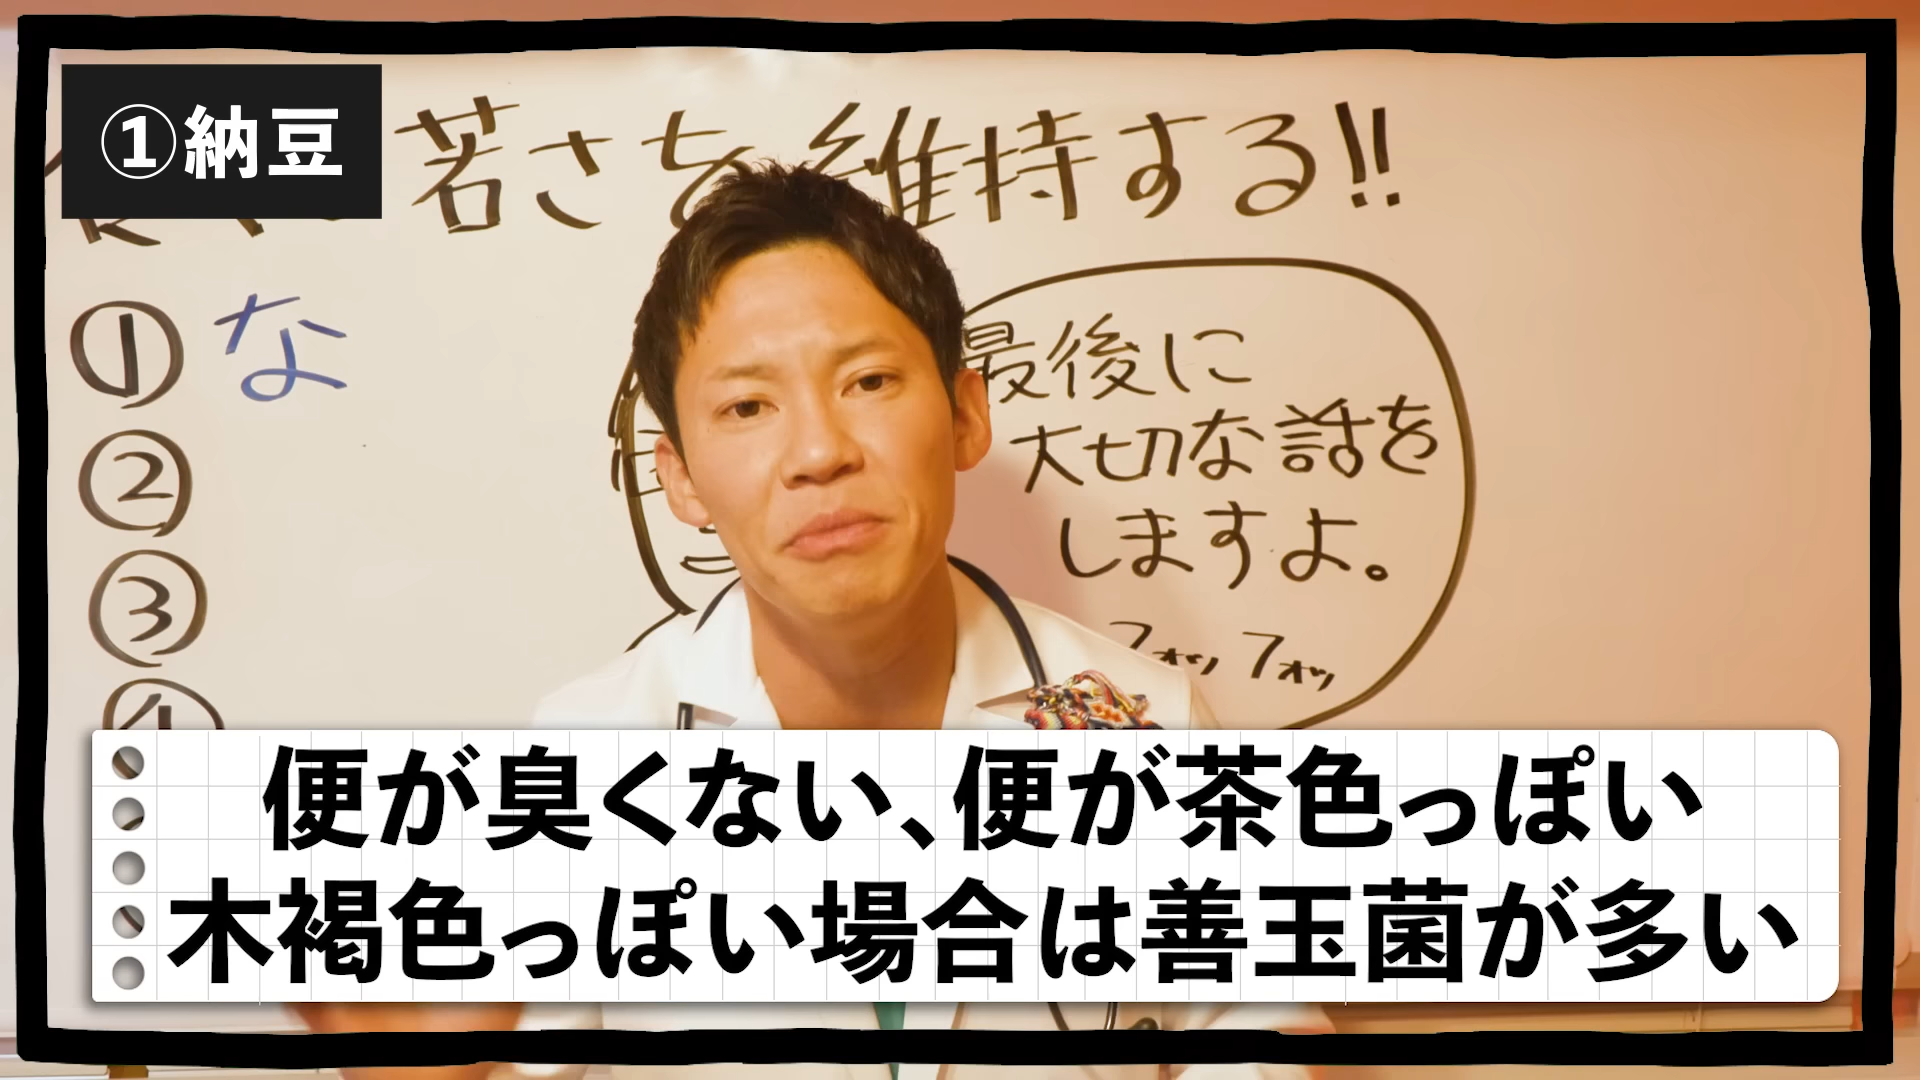 ①納豆
若さを維持する!!
① な
②
③
④
最後に
大切な話を
しますよ。
フォッフォッ
便が臭くない、便が茶色っぽい
木褐色っぽい場合は善玉菌が多い